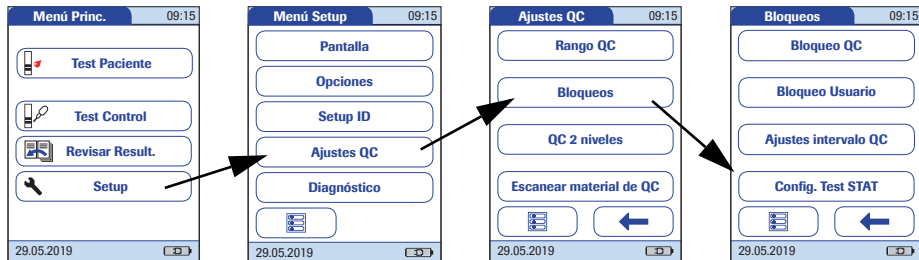 Menú Princ. 09:15
Test Paciente
Test Control
Revisar Result.
Setup
29.05.2019
Menú Setup 09:15
Pantalla
Opciones
Setup ID
Ajustes QC
Diagnóstico
29.05.2019
Ajustes QC 09:15
Rango QC
Bloqueos
QC 2 niveles
Escanear material de QC
29.05.2019
Bloqueos 09:15
Bloqueo QC
Bloqueo Usuario
Ajustes intervalo QC
Config. Test STAT
29.05.2019